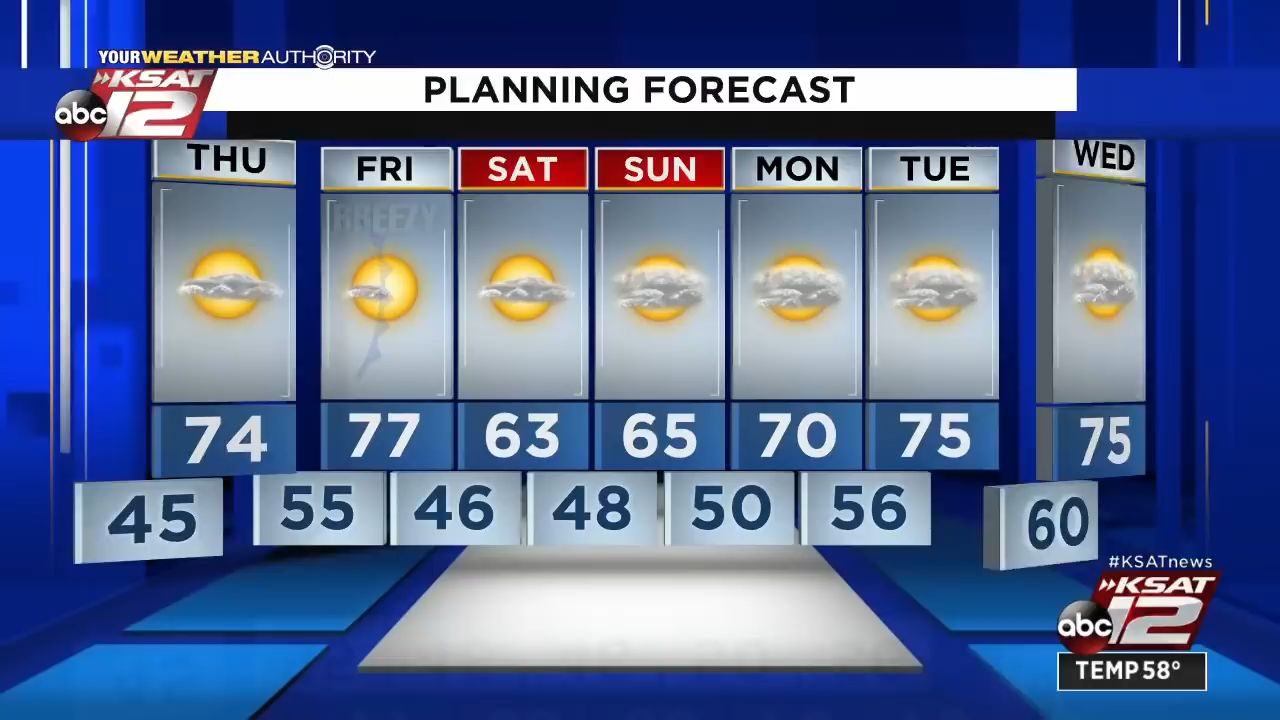 YOURWEATHERAUTHORITY
KSAT
abc 12
PLANNING FORECAST
THU FRI SAT SUN MON TUE WED
BREEZY
74 77 63 65 70 75 75
45 55 46 48 50 56 60
#KSATnews
KSAT
abc 12
TEMP 58°